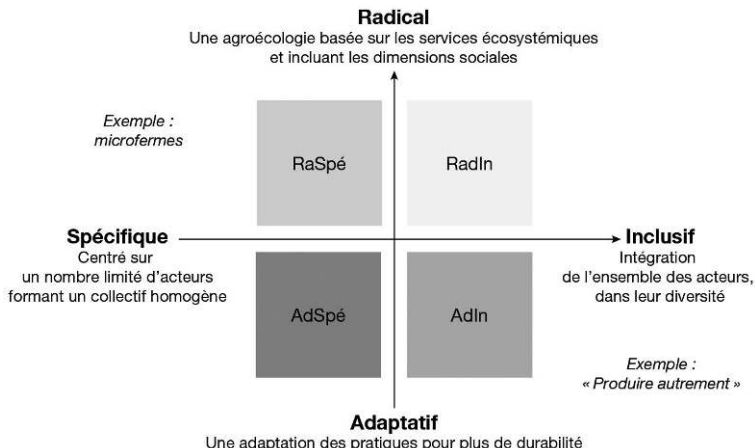 Radical
Une agroécologie basée sur les services écosystémiques
et incluant les dimensions sociales
Exemple :
microfermes
RaSpé
RadIn
Spécifique
Centré sur
un nombre limité d'acteurs
formant un collectif homogène
Inclusif
Intégration
de l'ensemble des acteurs,
dans leur diversité
AdSpé
AdIn
Exemple :
« Produire autrement »
Adaptatif
Une adaptation des pratiques pour plus de durabilité